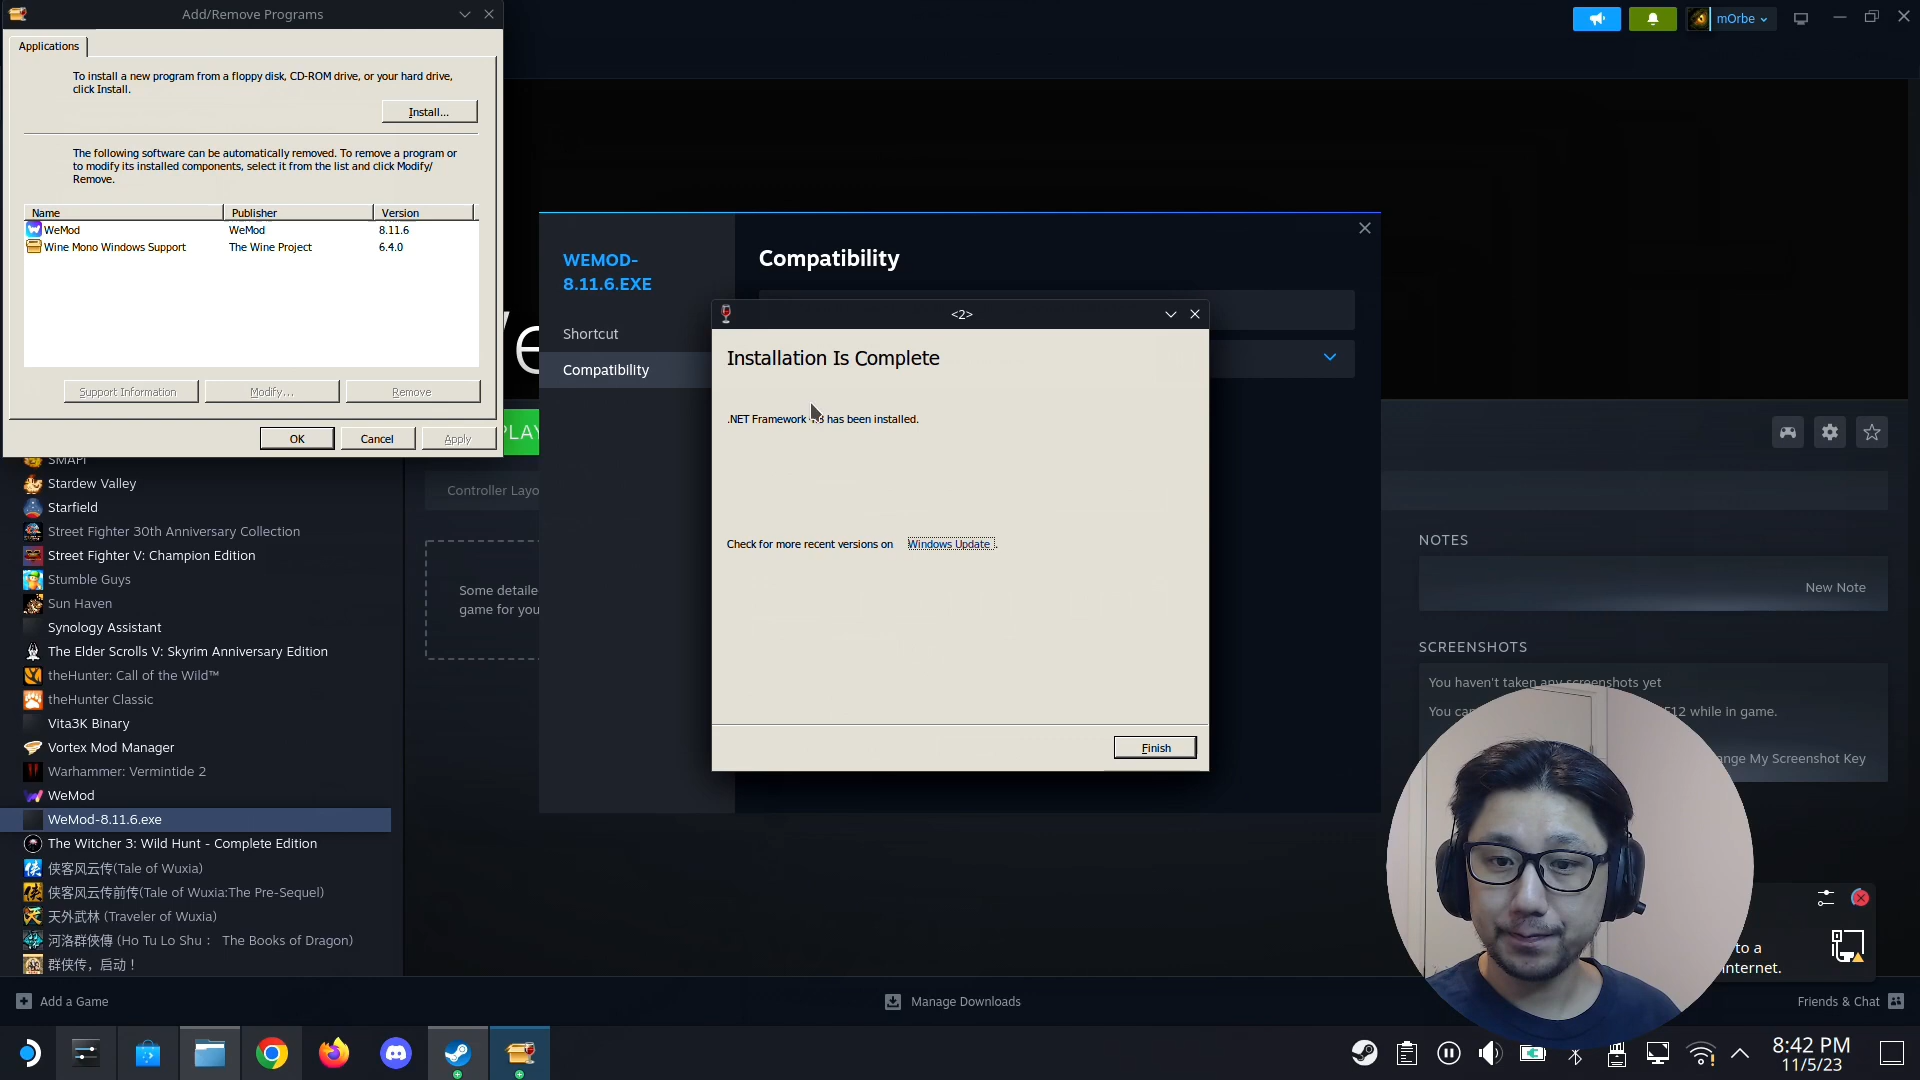 Add/Remove Programs
mOrbe
Applications
To install a new program from a floppy disk, CD-ROM drive, or your hard drive,
click Install.
Install...
The following software can be automatically removed. To remove a program or
to modify its installed components, select it from the list and click Modify/
Remove.
Name Publisher Version
WeMod WeMod 8.11.6
Wine Mono Windows Support The Wine Project 6.4.0
Support Information Modify... Remove
OK Cancel Apply
WEMOD-
8.11.6.EXE
Shortcut
Compatibility
Compatibility
<2>
Installation Is Complete
.NET Framework has been installed.
Check for more recent versions on Windows Update.
Finish
PLAY
Controller Layo
Some detaile
game for you
SMAPI
Stardew Valley
Starfield
Street Fighter 30th Anniversary Collection
Street Fighter V: Champion Edition
Stumble Guys
Sun Haven
Synology Assistant
The Elder Scrolls V: Skyrim Anniversary Edition
theHunter: Call of the Wild™
theHunter Classic
Vita3K Binary
Vortex Mod Manager
Warhammer: Vermintide 2
WeMod
WeMod-8.11.6.exe
The Witcher 3: Wild Hunt - Complete Edition
侠客风云传(Tale of Wuxia)
侠客风云传前传(Tale of Wuxia:The Pre-Sequel)
天外武林 (Traveler of Wuxia)
河洛群俠傳 (Ho Tu Lo Shu： The Books of Dragon)
群侠传，启动！
NOTES
New Note
SCREENSHOTS
You haven't taken any screenshots yet
You can F12 while in game.
ange My Screenshot Key
to a
internet.
Add a Game
Manage Downloads
Friends & Chat
8:42 PM
11/5/23